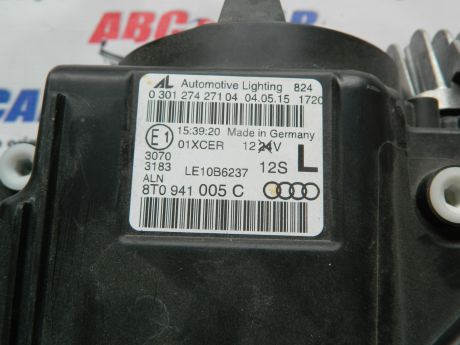 ABC
CAR
AL Automotive Lighting 824
0 301 274 271 04 04.05.15 1720
E1 15:39:20 Made in Germany
01XCER 12 24V
3070
3183 LE10B6237 12S L
ALN
8T0 941 005 C